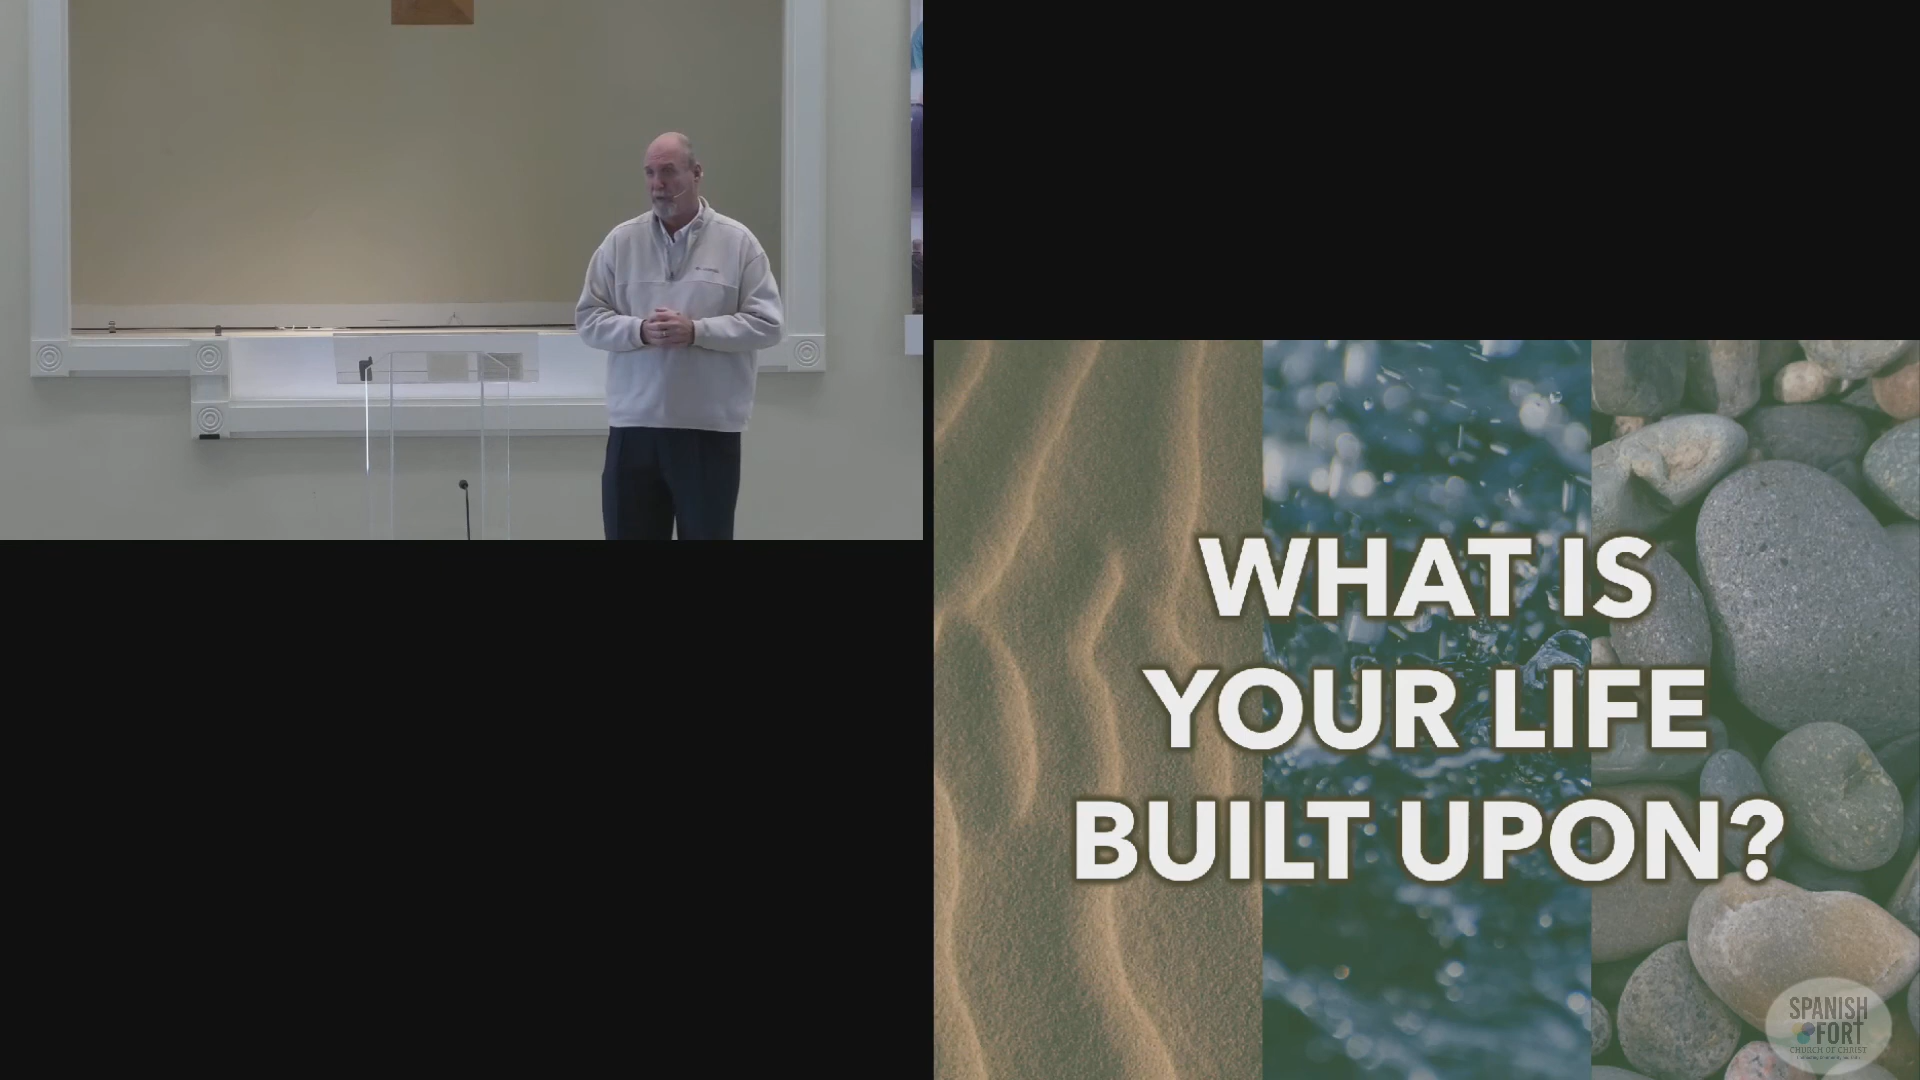 WHAT IS
YOUR LIFE
BUILT UPON?
SPANISH
FORT
CHURCH OF CHRIST